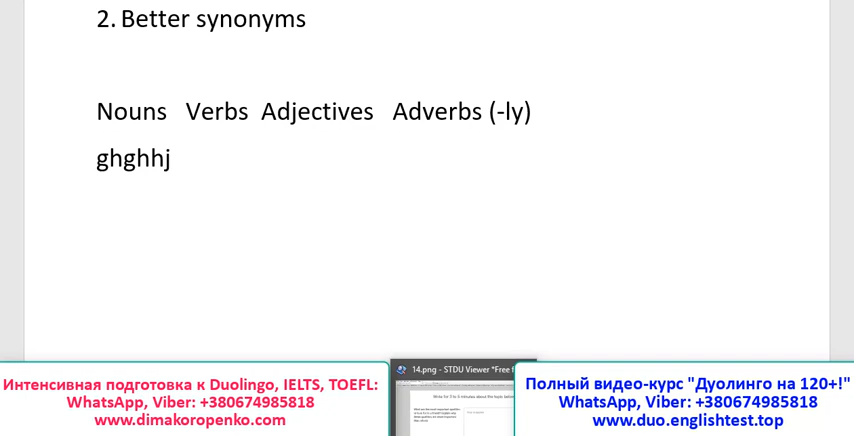 2. Better synonyms
Nouns Verbs Adjectives Adverbs (-ly)
ghghhj
14.png - STDU Viewer *Free f
Интенсивная подготовка к Duolingo, IELTS, TOEFL:
WhatsApp, Viber: +380674985818
www.dimakoropenko.com
Полный видео-курс "Дуолинго на 120+!"
WhatsApp, Viber: +380674985818
www.duo.englishtest.top